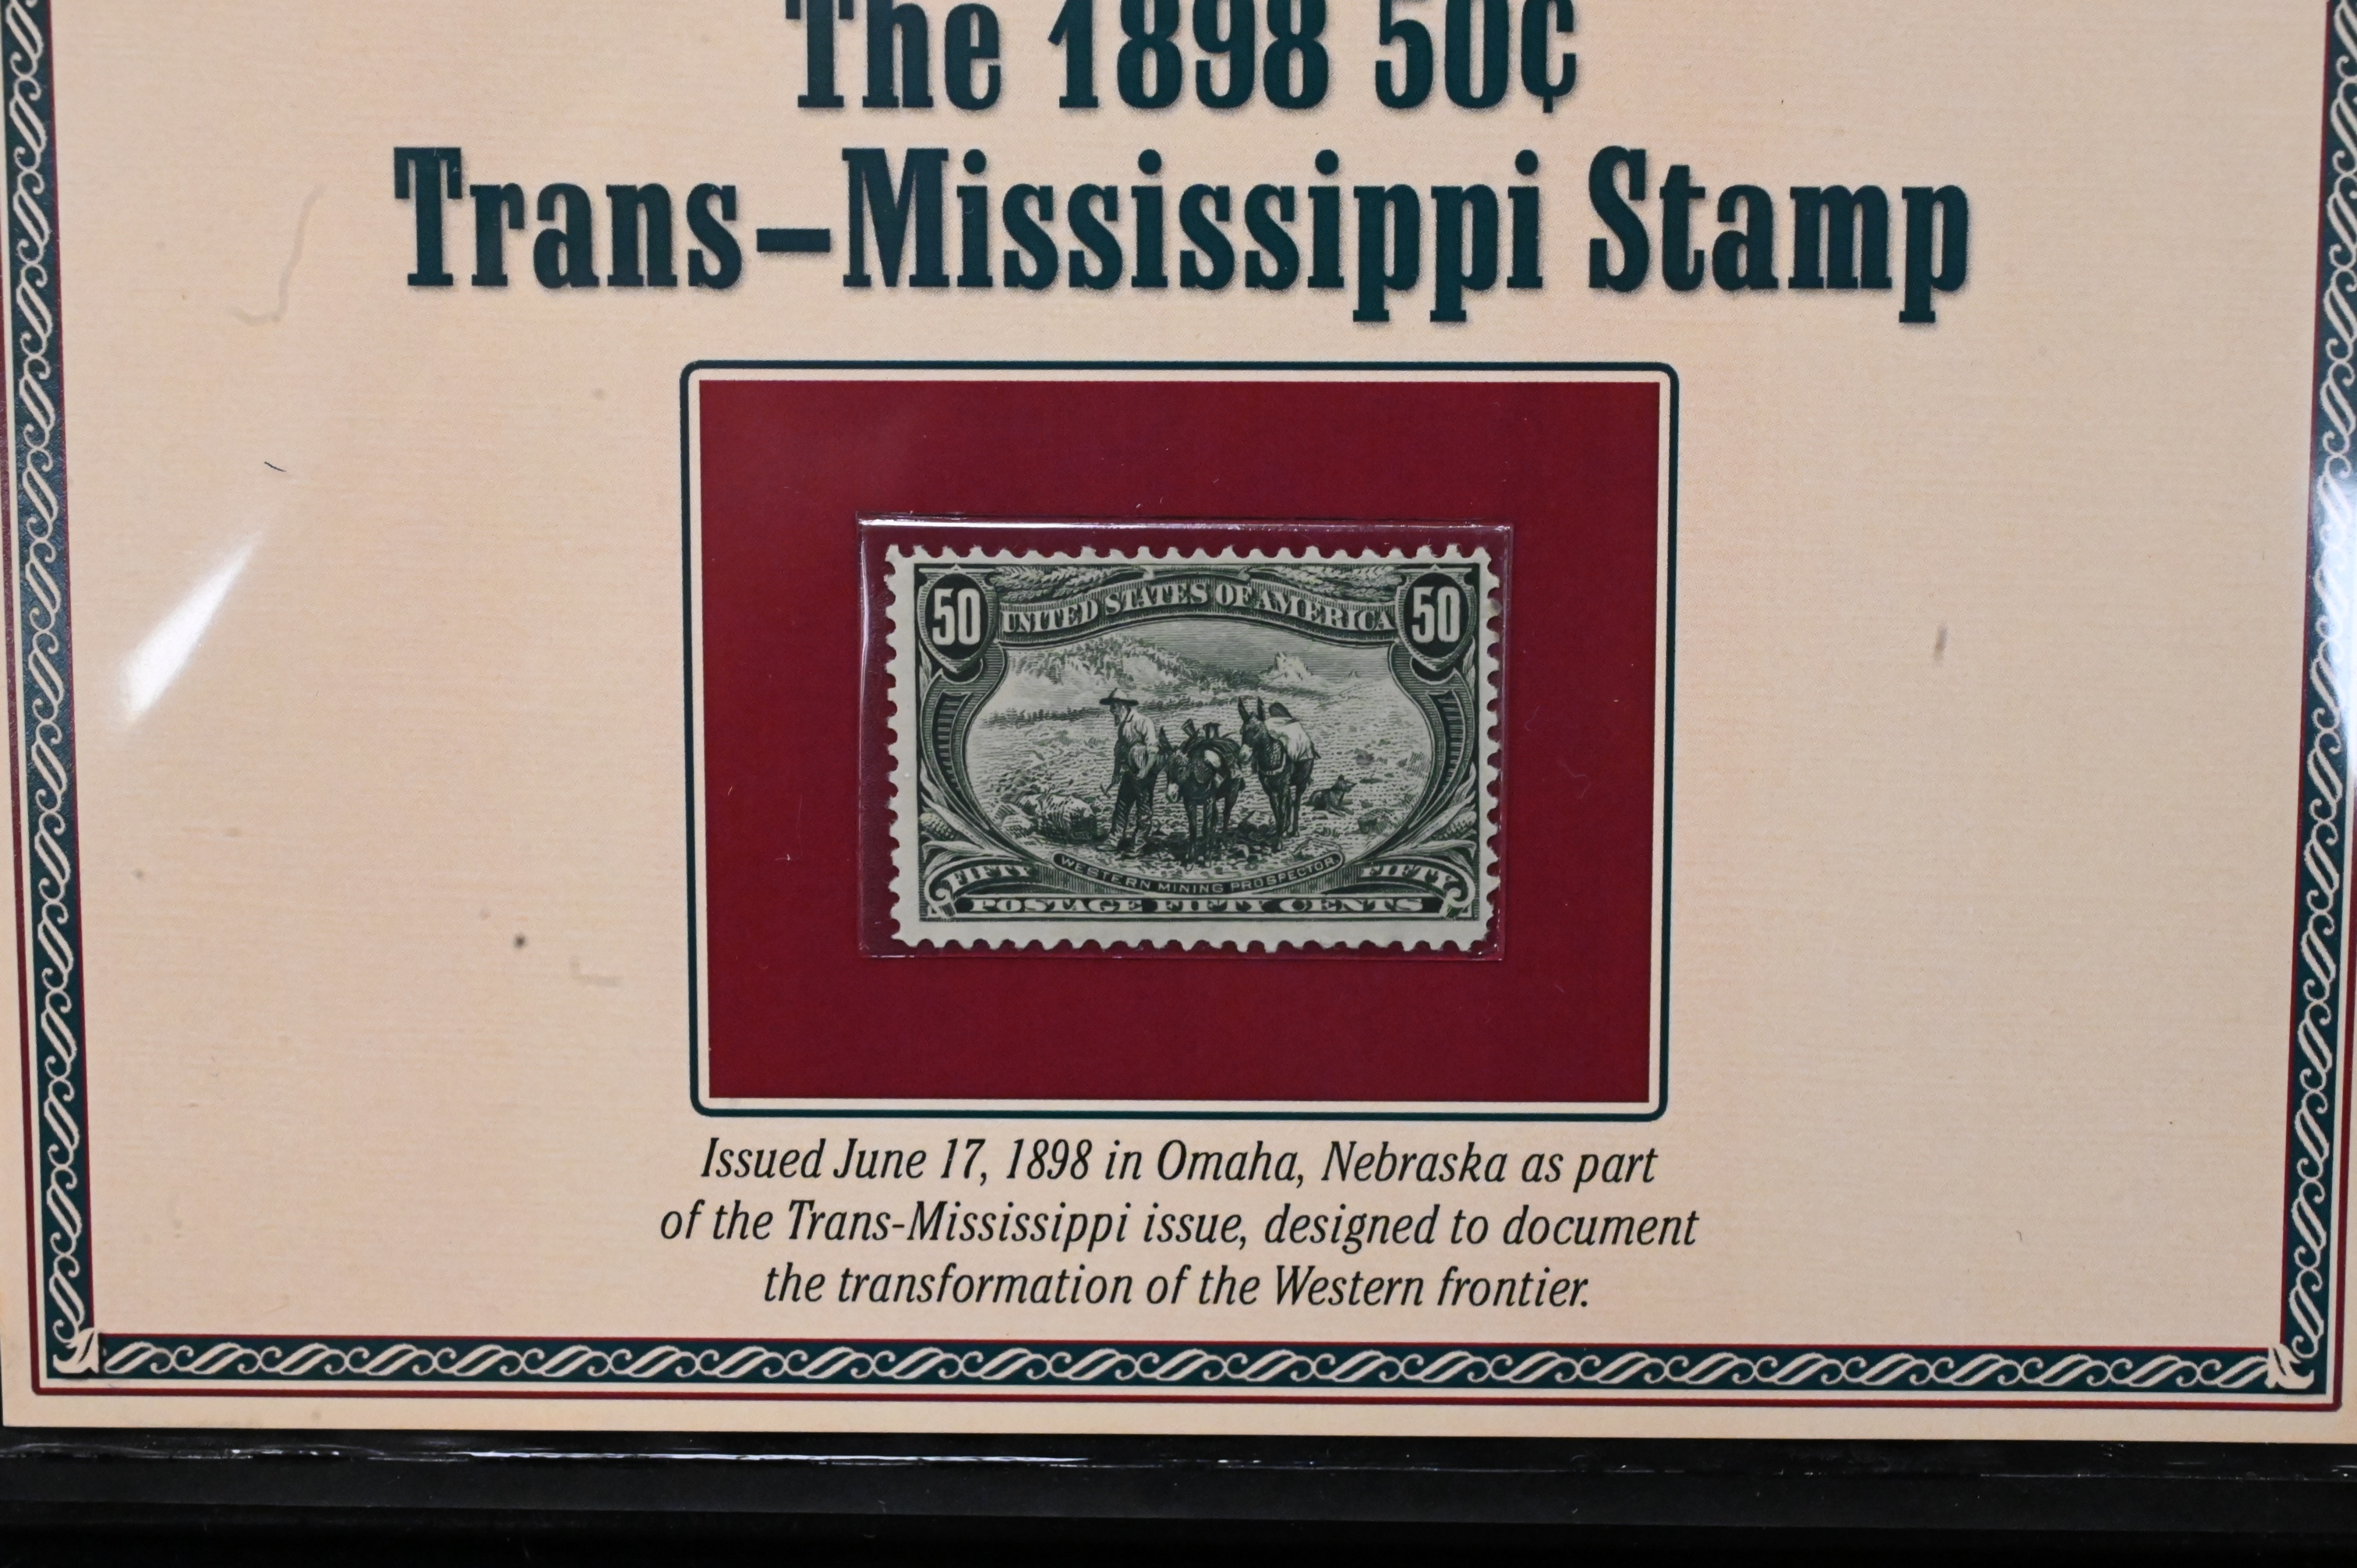 The 1898 50¢
Trans–Mississippi Stamp
50 UNITED STATES OF AMERICA 50
WESTERN MINING PROSPECTOR
FIFTY FIFTY
POSTAGE FIFTY CENTS
Issued June 17, 1898 in Omaha, Nebraska as part
of the Trans-Mississippi issue, designed to document
the transformation of the Western frontier.